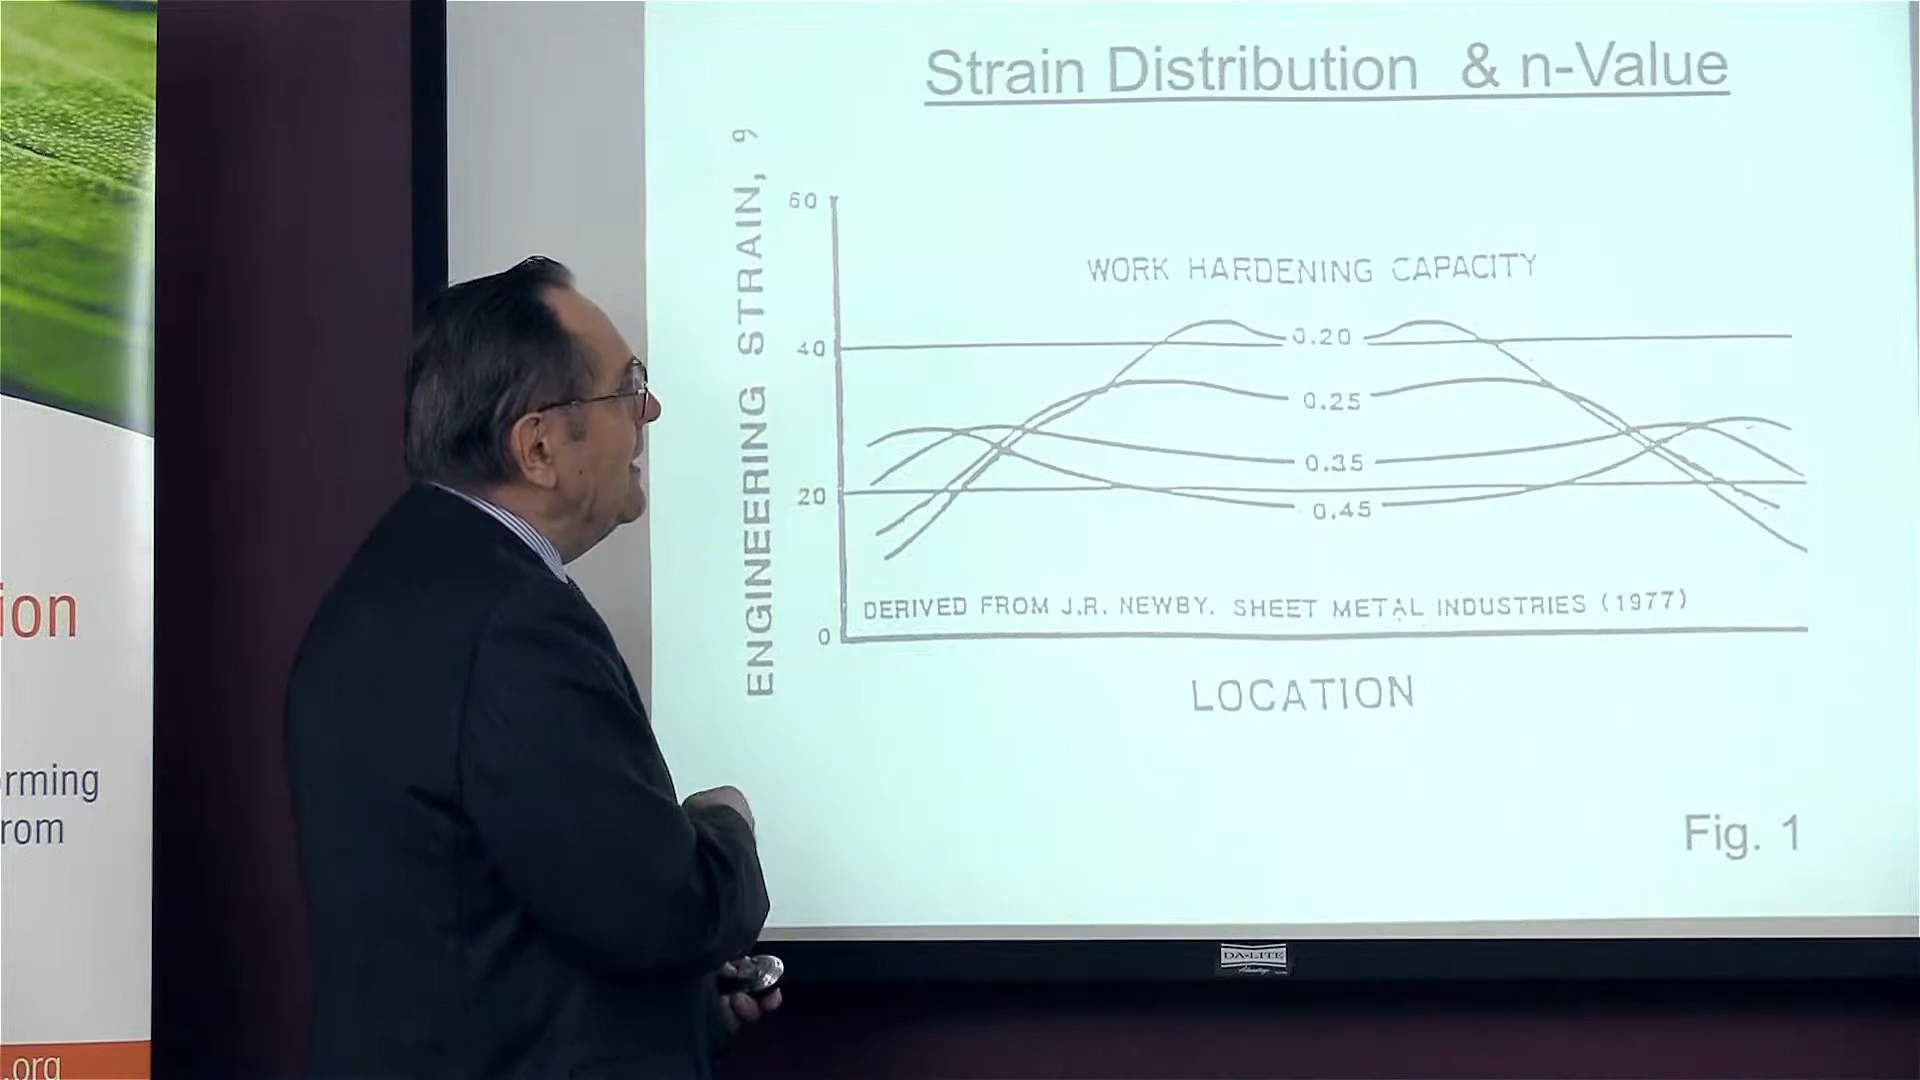 Strain Distribution & n-Value
ENGINEERING STRAIN, %
60
40
20
0
WORK HARDENING CAPACITY
0.20
0.25
0.35
0.45
DERIVED FROM J.R. NEWBY. SHEET METAL INDUSTRIES (1977)
LOCATION
Fig. 1
DA-LITE
ion
rming
rom
.org